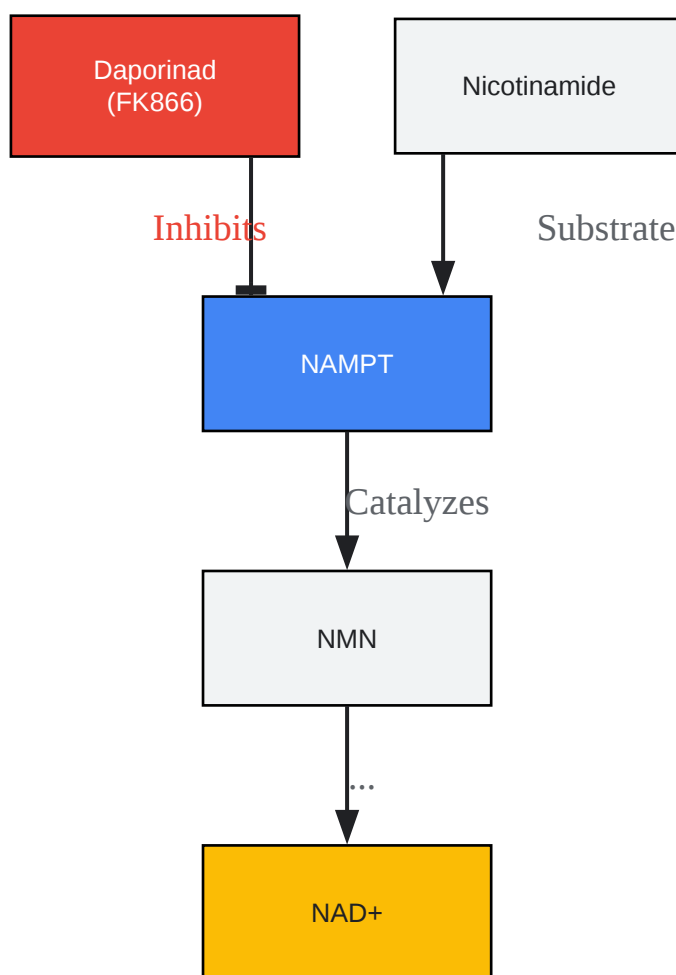 Daporinad
(FK866)
Nicotinamide
Inhibits
Substrate
NAMPT
Catalyzes
NMN
...
NAD+